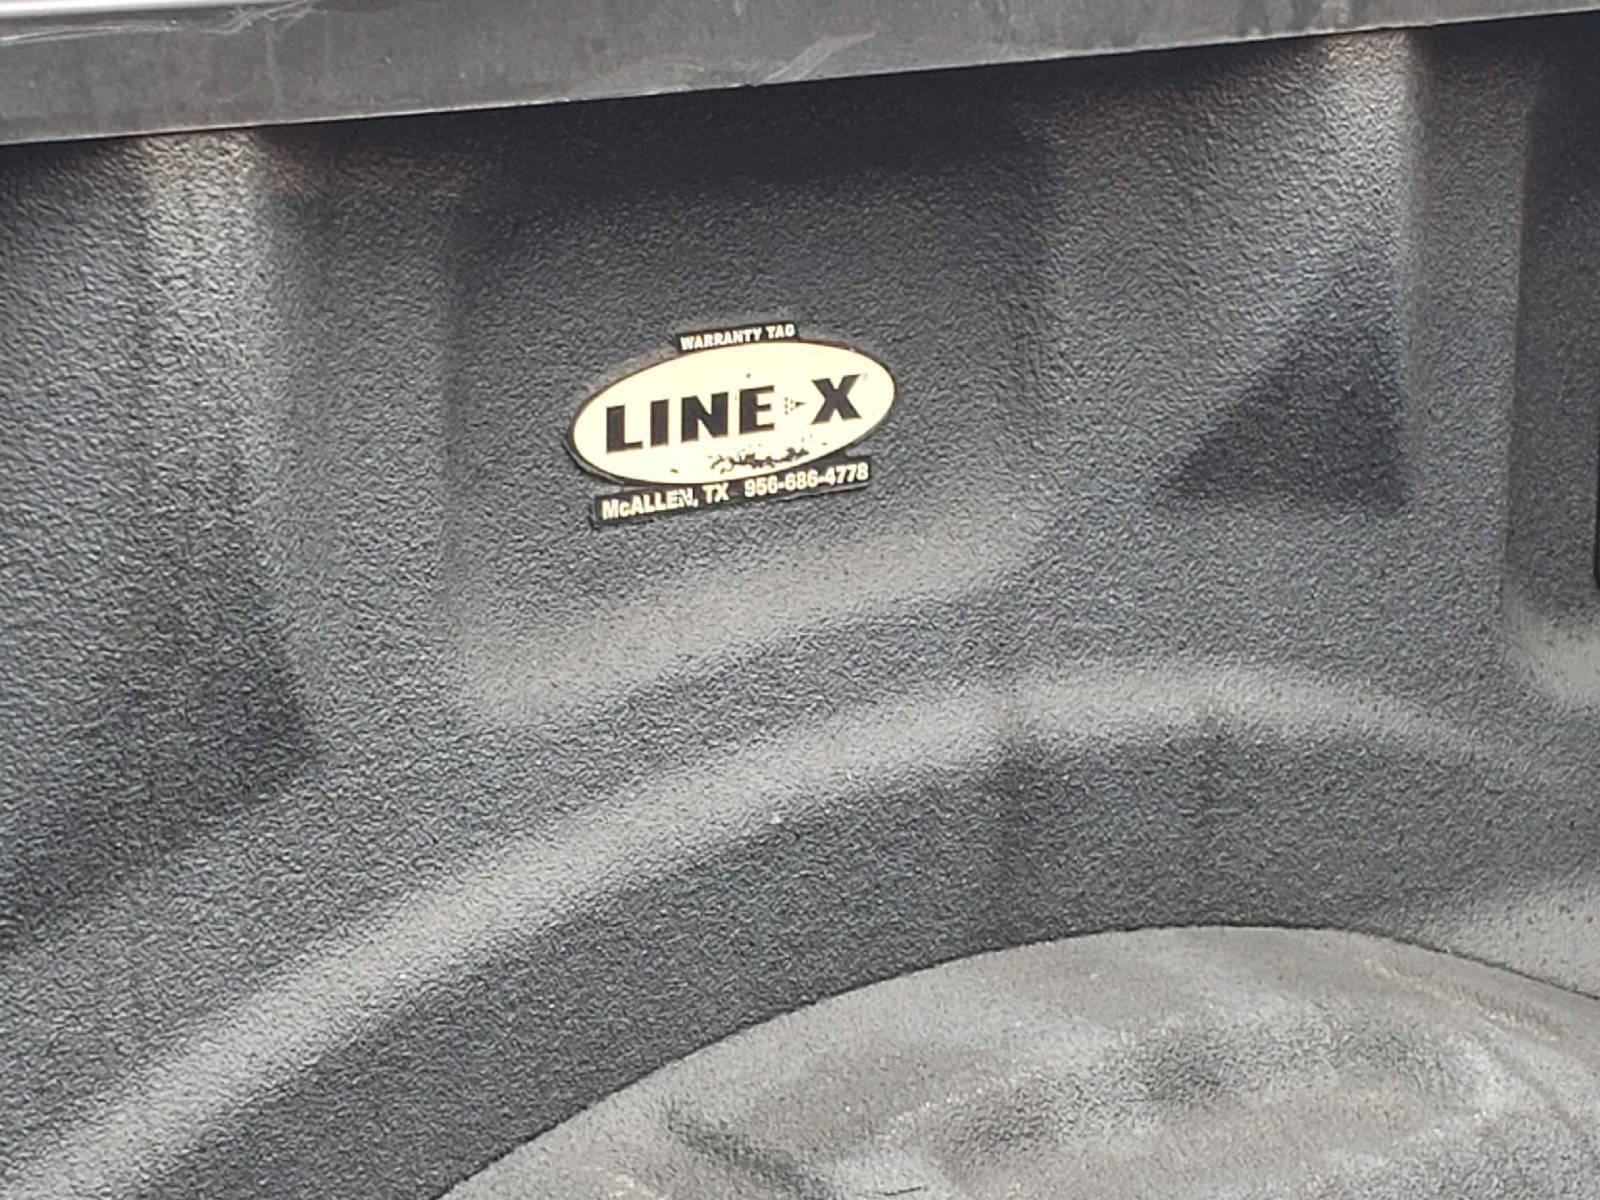 WARRANTY TAG
LINE-X
McALLEN, TX 956-686-4778